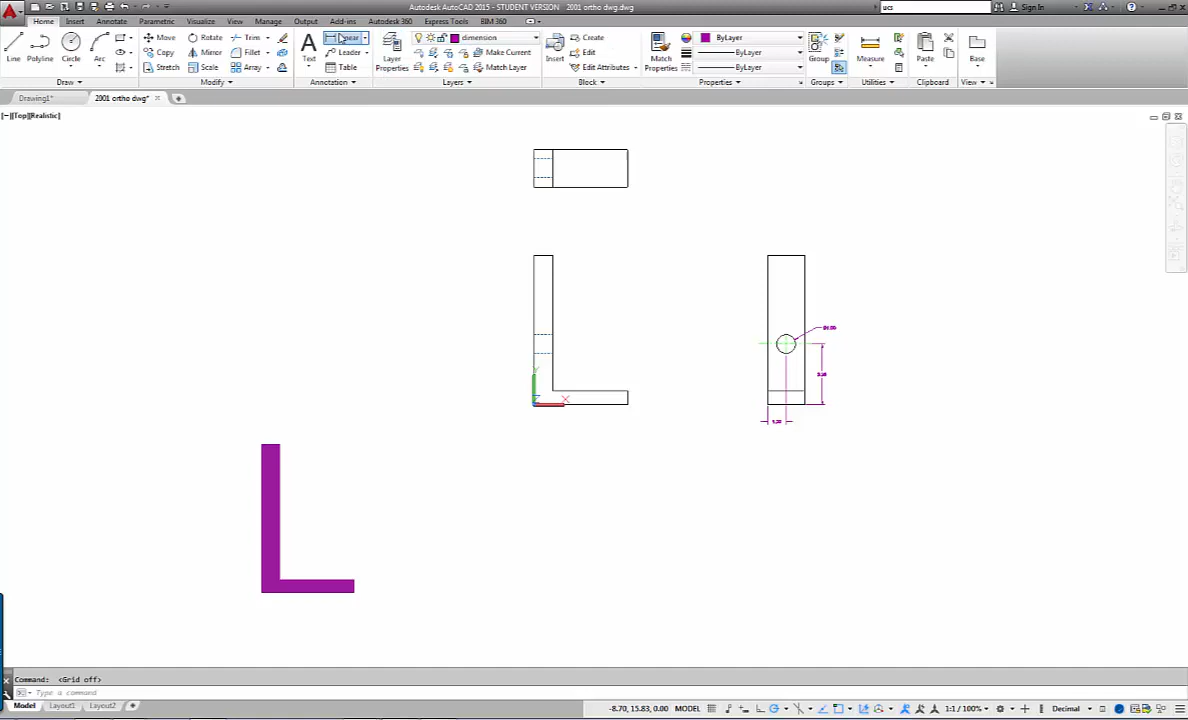 Autodesk AutoCAD 2015 - STUDENT VERSION 2001 ortho dwg.dwg
ucs
Sign In
Home Insert Annotate Parametric Visualize View Manage Output Add-ins Autodesk 360 Express Tools BIM 360
Line Polyline Circle Arc
Move Rotate Trim
Copy Mirror Fillet
Stretch Scale Array
Text
Linear
Leader
Table
Layer
Properties
dimension
Make Current
Match Layer
Insert
Create
Edit
Edit Attributes
Match
Properties
ByLayer
ByLayer
ByLayer
Group
Measure
Paste
Base
Draw Modify Annotation Layers Block Properties Groups Utilities Clipboard View
Drawing1* 2001 ortho dwg*
[−][Top][Realistic]
Y
X
Command: <Grid off>
Type a command
Model Layout1 Layout2
-8.70, 15.83, 0.00 MODEL
1:1 / 100%
Decimal